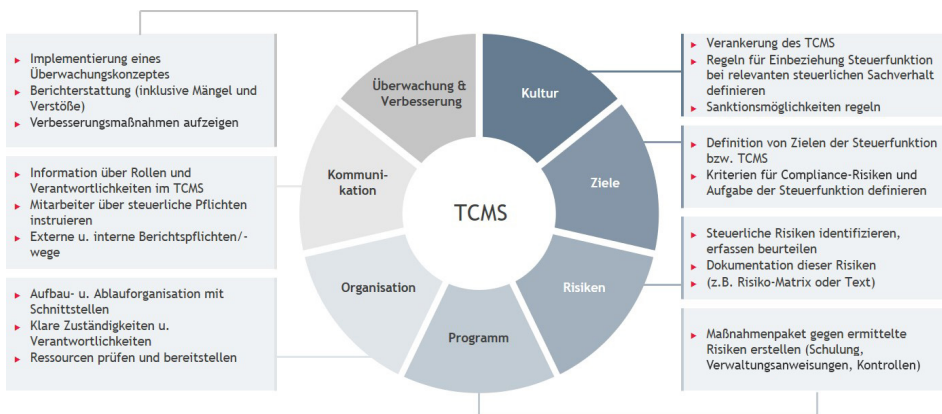 Implementierung eines
Überwachungskonzeptes
Berichterstattung (inklusive Mängel und
Verstöße)
Verbesserungsmaßnahmen aufzeigen
Information über Rollen und
Verantwortlichkeiten im TCMS
Mitarbeiter über steuerliche Pflichten
instruieren
Externe u. interne Berichtspflichten/-
wege
Aufbau- u. Ablauforganisation mit
Schnittstellen
Klare Zuständigkeiten u.
Verantwortlichkeiten
Ressourcen prüfen und bereitstellen
Überwachung &
Verbesserung
Kultur
Kommuni-
kation
Ziele
TCMS
Organisation
Risiken
Programm
Verankerung des TCMS
Regeln für Einbeziehung Steuerfunktion
bei relevanten steuerlichen Sachverhalt
definieren
Sanktionsmöglichkeiten regeln
Definition von Zielen der Steuerfunktion
bzw. TCMS
Kriterien für Compliance-Risiken und
Aufgabe der Steuerfunktion definieren
Steuerliche Risiken identifizieren,
erfassen beurteilen
Dokumentation dieser Risiken
(z.B. Risiko-Matrix oder Text)
Maßnahmenpaket gegen ermittelte
Risiken erstellen (Schulung,
Verwaltungsanweisungen, Kontrollen)